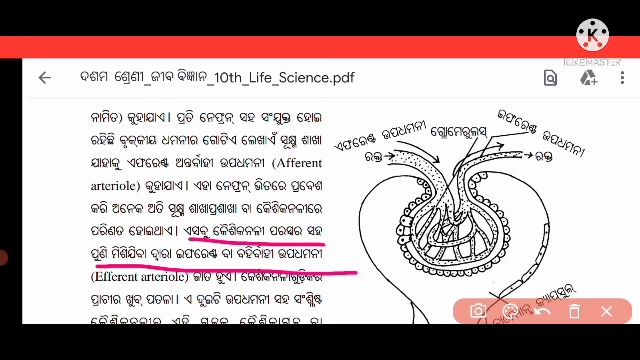 KINEMASTER
ଦଶମ ଶ୍ରେଣୀ_ଜୀବ ବିଜ୍ଞାନ_10th_Life_Science.pdf
ନାମିତ) କୁହାଯାଏ। ପ୍ରତି ନେଫ୍ରନ୍ ସହ ସଂଯୁକ୍ତ ହୋଇ
ରହିଛି ବୃକ୍‌କୀୟ ଧମନୀର ଗୋଟିଏ ଲେଖାଏଁ ସୂକ୍ଷ୍ମ ଶାଖା
ଯାହାକୁ ଏଫରେଣ୍ଟ ଅନ୍ତର୍ବାହୀ ଉପଧମନୀ (Afferent
arteriole) କୁହାଯାଏ। ଏହା ନେଫ୍ରନ୍ ଭିତରେ ପ୍ରବେଶ
କରି ଅନେକ ଅତି ସୂକ୍ଷ୍ମ ଶାଖାପ୍ରଶାଖା ବା କୈଶିକନଳୀରେ
ପରିଣତ ହୋଇଥାଏ। ଏସବୁ କୈଶିକନଳୀ ପରସ୍ପର ସହ
ପୁଣି ମିଶିଯିବା ଦ୍ୱାରା ଇଫରେଣ୍ଟ ବା ବହିର୍ବାହୀ ଉପଧମନୀ
(Efferent arteriole) ଜାତ ହୁଏ। କୈଶିକନଳୀଗୁଡ଼ିକର
ପ୍ରାଚୀର ଖୁବ୍ ପତଳା। ଏ ଦୁଇଟି ଉପଧମନୀ ସହ ସଂଶ୍ଳିଷ୍ଟ
ଏଫରେଣ୍ଟ ଉପଧମନୀ
ଗ୍ଲୋମେରୁଲସ୍
ଇଫରେଣ୍ଟ ଉପଧମନୀ
ରକ୍ତ
ରକ୍ତ